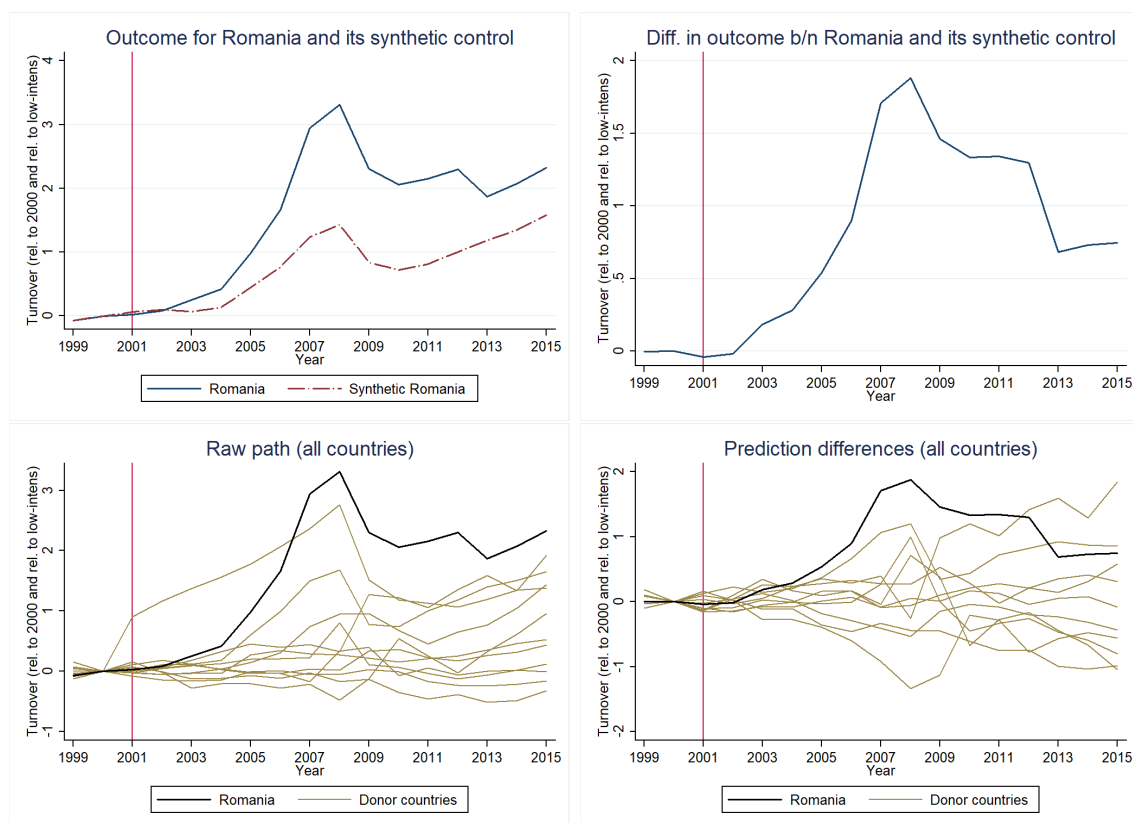 Outcome for Romania and its synthetic control
Turnover (rel. to 2000 and rel. to low-intens)
4
3
2
1
0
1999 2001 2003 2005 2007 2009 2011 2013 2015
Year
Romania Synthetic Romania
Diff. in outcome b/n Romania and its synthetic control
Turnover (rel. to 2000 and rel. to low-intens)
2
1.5
1
.5
0
1999 2001 2003 2005 2007 2009 2011 2013 2015
Year
Raw path (all countries)
Turnover (rel. to 2000 and rel. to low-intens)
3
2
1
0
-1
1999 2001 2003 2005 2007 2009 2011 2013 2015
Year
Romania Donor countries
Prediction differences (all countries)
Turnover (rel. to 2000 and rel. to low-intens)
2
1
0
-1
-2
1999 2001 2003 2005 2007 2009 2011 2013 2015
Year
Romania Donor countries